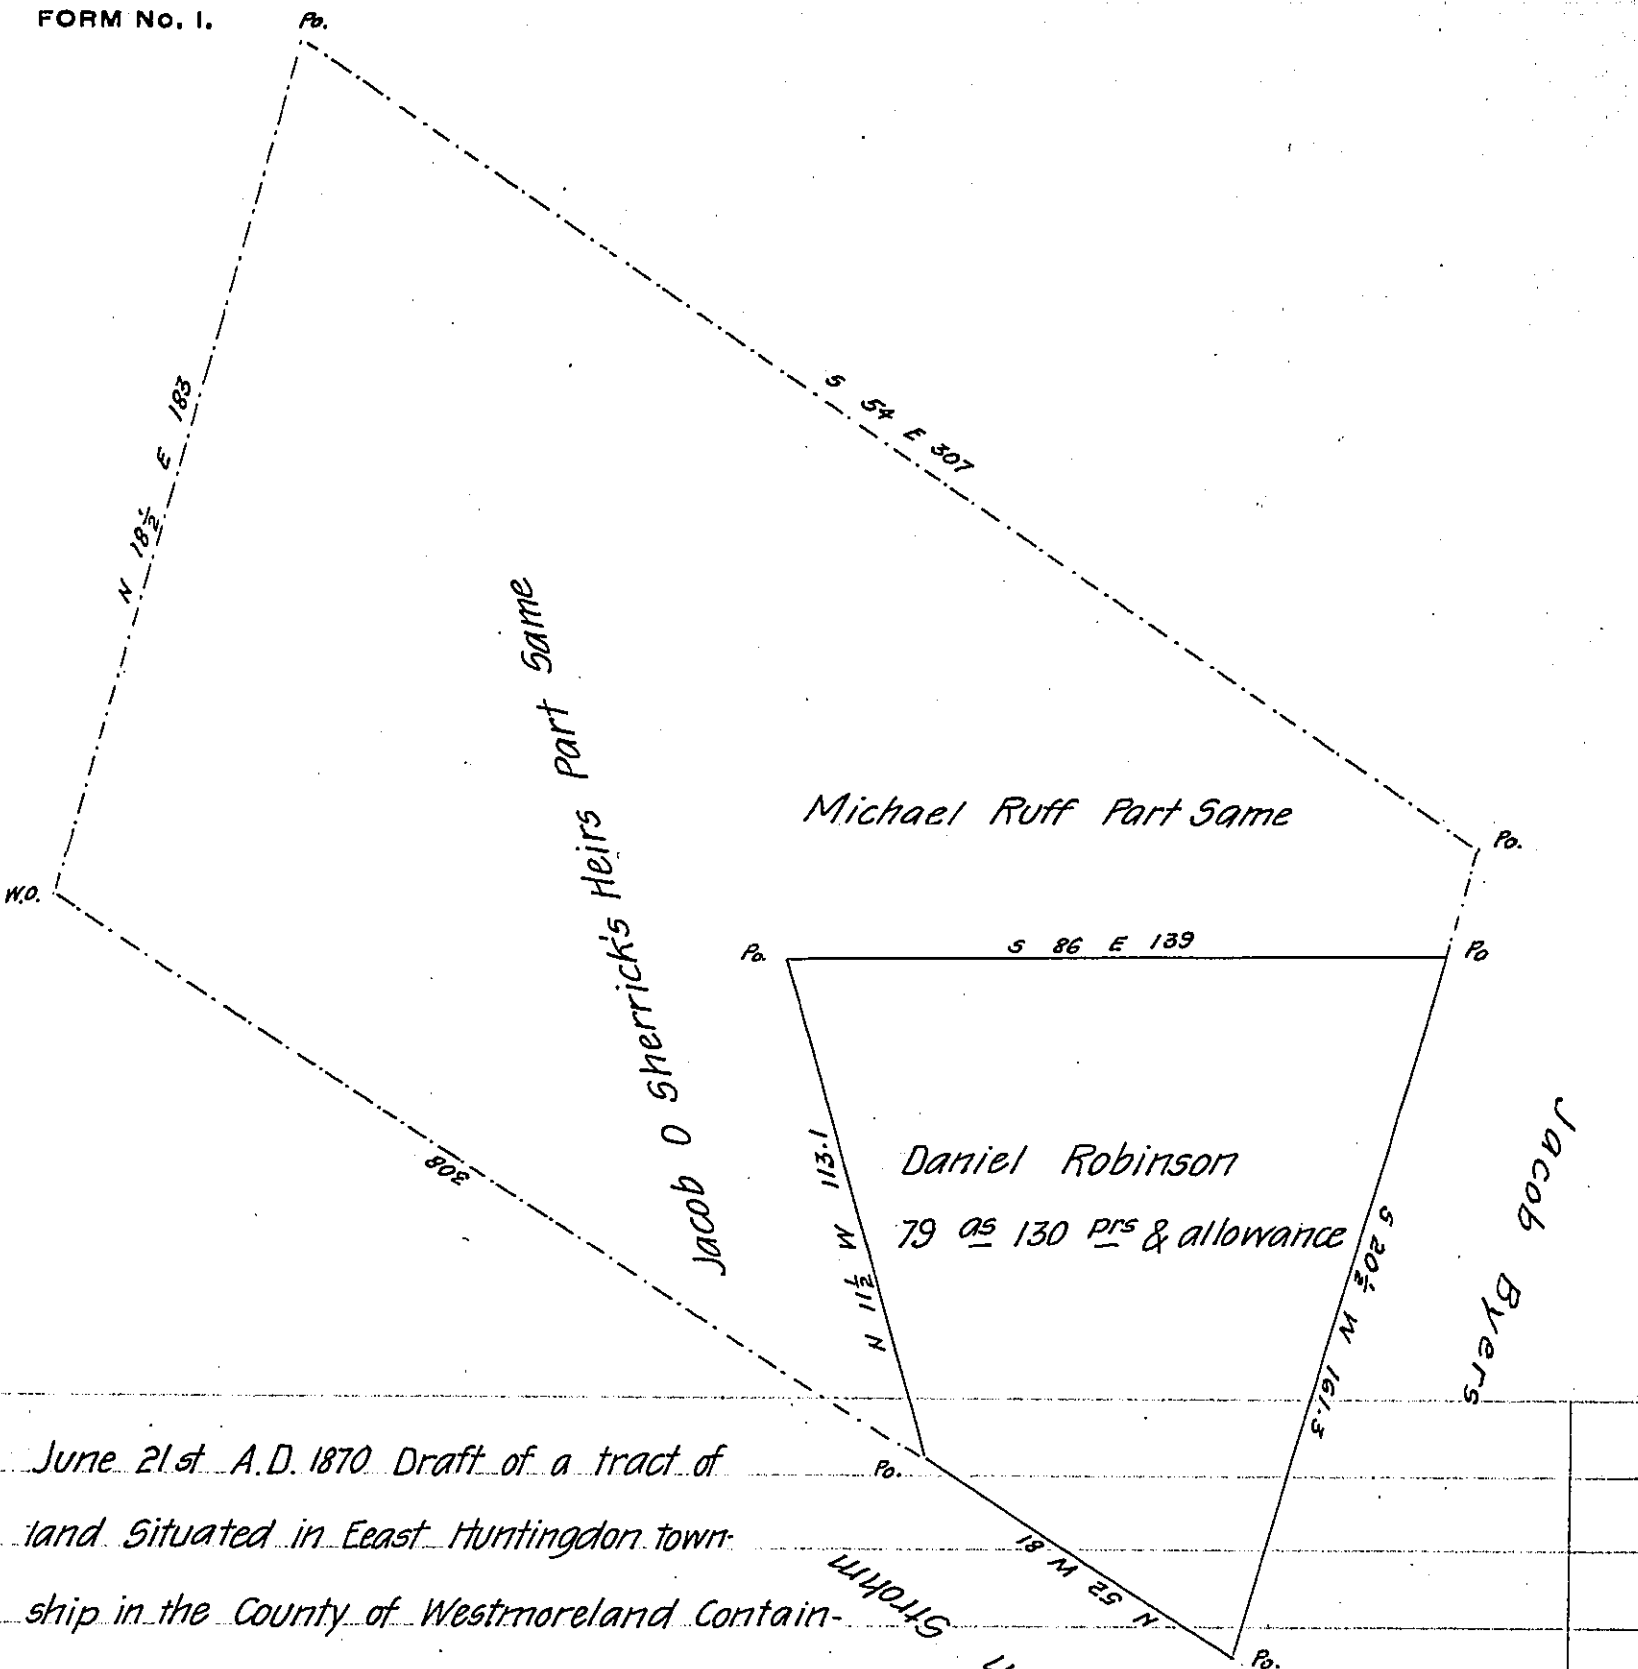 FORM No. 1.
Po.
N 18½ E 183
S 54 E 307
Jacob O Sherrick's Heirs Part Same
Michael Ruff Part Same
Po.
W.O.
Po.
S 86 E 139
Po
308
N 11½ W 113.1
Daniel Robinson
79 as 130 prs & allowance
S 20½ W 161.3
Jacob Byers
Po.
N 52 W 81
Strohm
Po.
June 21st A.D. 1870 Draft of a tract of
land Situated in Eeast Huntingdon town-
ship in the County of Westmoreland Contain-